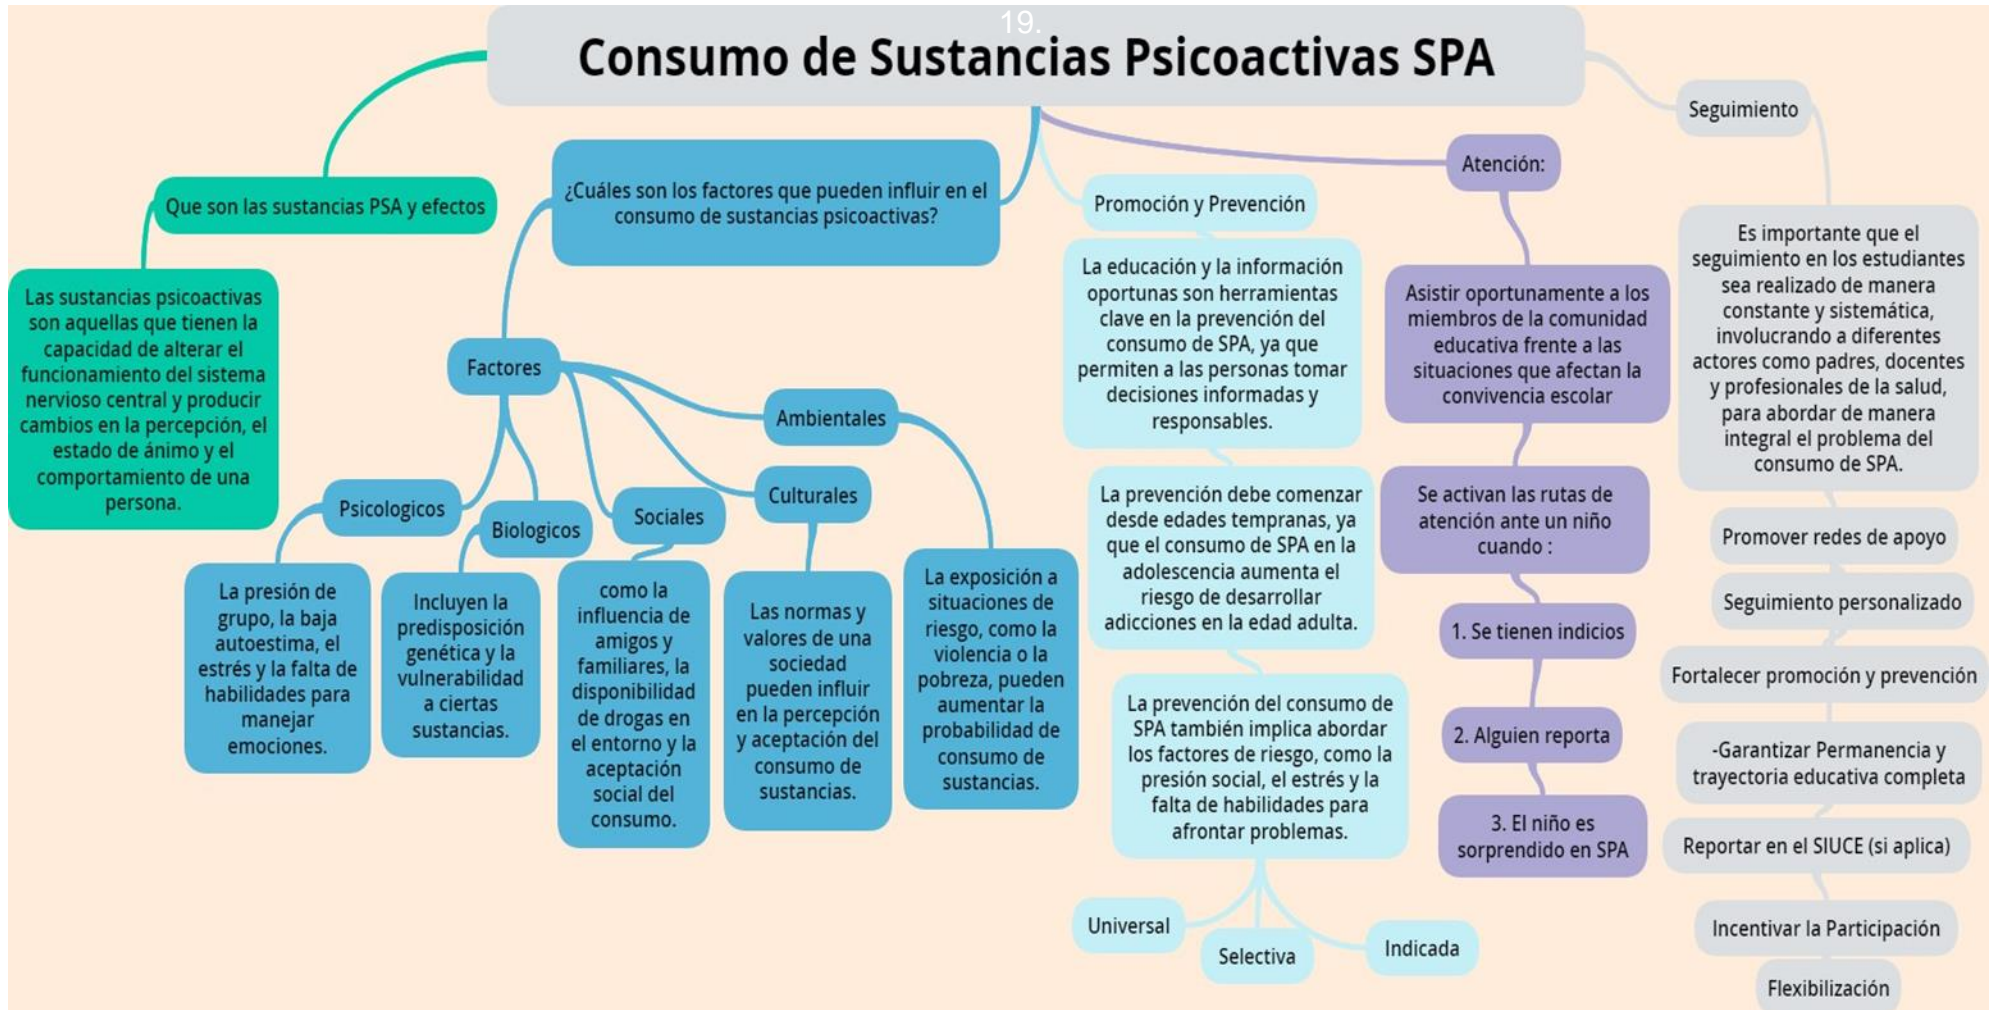 19.
Consumo de Sustancias Psicoactivas SPA
Que son las sustancias PSA y efectos
Las sustancias psicoactivas
son aquellas que tienen la
capacidad de alterar el
funcionamiento del sistema
nervioso central y producir
cambios en la percepción, el
estado de ánimo y el
comportamiento de una
persona.
¿Cuáles son los factores que pueden influir en el
consumo de sustancias psicoactivas?
Factores
Psicologicos
La presión de
grupo, la baja
autoestima, el
estrés y la falta de
habilidades para
manejar
emociones.
Biologicos
Incluyen la
predisposición
genética y la
vulnerabilidad
a ciertas
sustancias.
Sociales
como la
influencia de
amigos y
familiares, la
disponibilidad
de drogas en
el entorno y la
aceptación
social del
consumo.
Culturales
Las normas y
valores de una
sociedad
pueden influir
en la percepción
y aceptación del
consumo de
sustancias.
Ambientales
La exposición a
situaciones de
riesgo, como la
violencia o la
pobreza, pueden
aumentar la
probabilidad de
consumo de
sustancias.
Promoción y Prevención
La educación y la información
oportunas son herramientas
clave en la prevención del
consumo de SPA, ya que
permiten a las personas tomar
decisiones informadas y
responsables.
La prevención debe comenzar
desde edades tempranas, ya
que el consumo de SPA en la
adolescencia aumenta el
riesgo de desarrollar
adicciones en la edad adulta.
La prevención del consumo de
SPA también implica abordar
los factores de riesgo, como la
presión social, el estrés y la
falta de habilidades para
afrontar problemas.
Universal
Selectiva
Indicada
Atención:
Asistir oportunamente a los
miembros de la comunidad
educativa frente a las
situaciones que afectan la
convivencia escolar
Se activan las rutas de
atención ante un niño
cuando :
1. Se tienen indicios
2. Alguien reporta
3. El niño es
sorprendido en SPA
Seguimiento
Es importante que el
seguimiento en los estudiantes
sea realizado de manera
constante y sistemática,
involucrando a diferentes
actores como padres, docentes
y profesionales de la salud,
para abordar de manera
integral el problema del
consumo de SPA.
Promover redes de apoyo
Seguimiento personalizado
Fortalecer promoción y prevención
-Garantizar Permanencia y
trayectoria educativa completa
Reportar en el SIUCE (si aplica)
Incentivar la Participación
Flexibilización